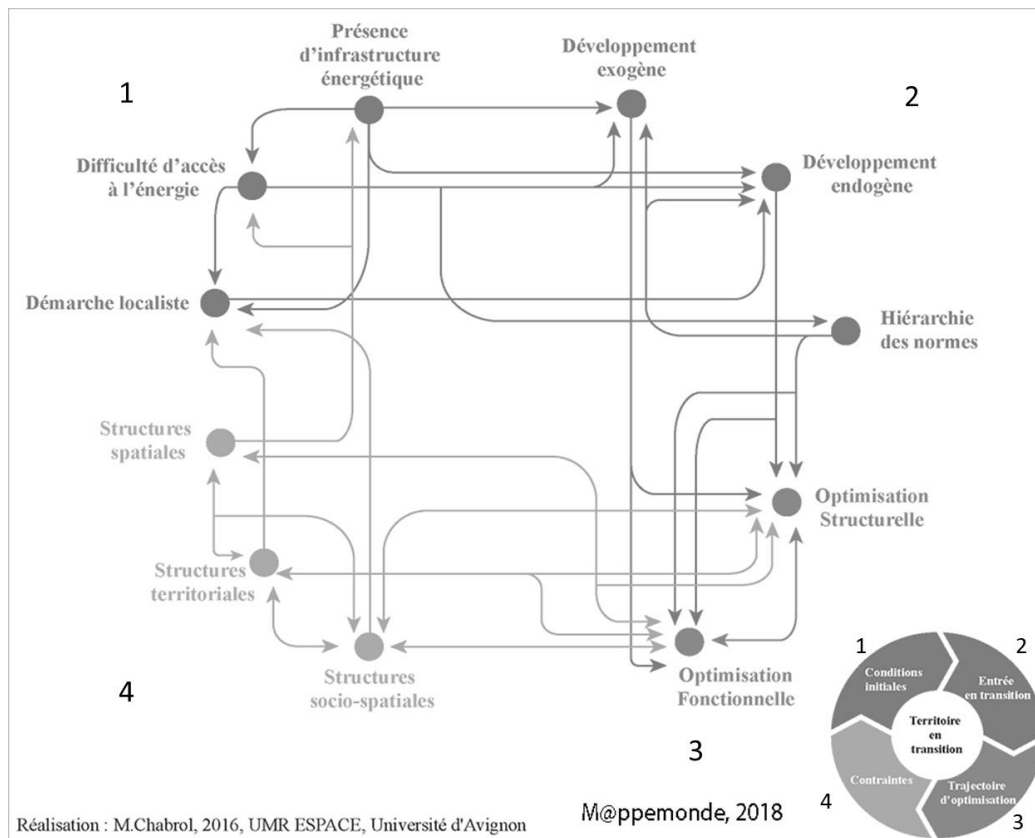 Présence
d'infrastructure
énergétique
Développement
exogène
1
2
Difficulté d'accès
à l'énergie
Développement
endogène
Démarche localiste
Hiérarchie
des normes
Structures
spatiales
Optimisation
Structurelle
Structures
territoriales
Structures
socio-spatiales
Optimisation
Fonctionnelle
4
3
1
2
Conditions
initiales
Entrée
en transition
Territoire
en
transition
Contraintes
Trajectoire
d'optimisation
4
3
M@ppemonde, 2018
Réalisation : M.Chabrol, 2016, UMR ESPACE, Université d'Avignon